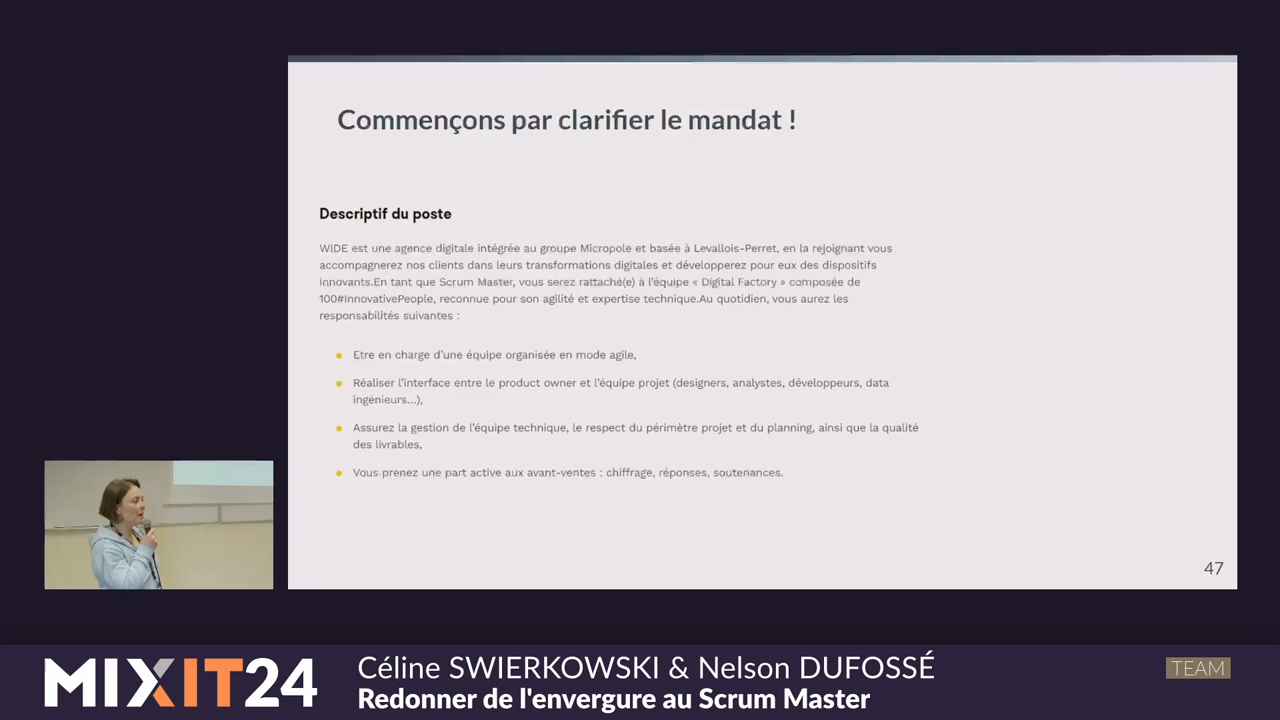 Commençons par clarifier le mandat !
Descriptif du poste
WIDE est une agence digitale intégrée au groupe Micropole et basée à Levallois-Perret, en la rejoignant vous
accompagnerez nos clients dans leurs transformations digitales et développerez pour eux des dispositifs
innovants.En tant que Scrum Master, vous serez rattaché(e) à l'équipe « Digital Factory » composée de
100#InnovativePeople, reconnue pour son agilité et expertise technique.Au quotidien, vous aurez les
responsabilités suivantes :
Etre en charge d'une équipe organisée en mode agile,
Réaliser l'interface entre le product owner et l'équipe projet (designers, analystes, développeurs, data
ingénieurs...),
Assurez la gestion de l'équipe technique, le respect du périmètre projet et du planning, ainsi que la qualité
des livrables,
Vous prenez une part active aux avant-ventes : chiffrage, réponses, soutenances.
47
MIXIT24
Céline SWIERKOWSKI & Nelson DUFOSSÉ
Redonner de l'envergure au Scrum Master
TEAM